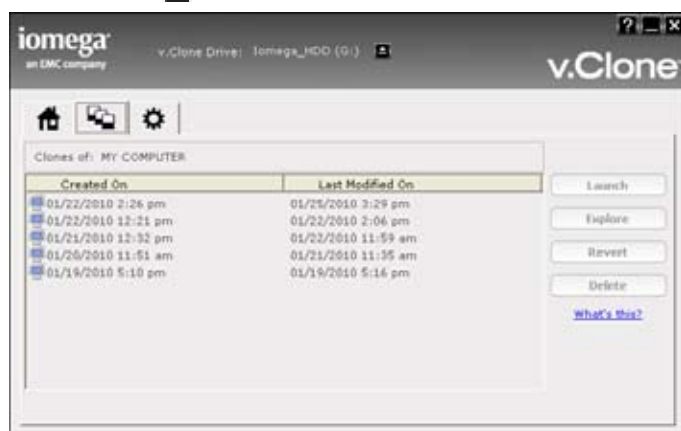 iomega
an EMC company
v.Clone Drive: Iomega_HDD (G:)
? _ x
v.Clone
Clones of: MY COMPUTER
Created On Last Modified On
01/22/2010 2:26 pm 01/25/2010 3:29 pm
01/22/2010 12:21 pm 01/22/2010 2:06 pm
01/21/2010 12:32 pm 01/22/2010 11:59 am
01/20/2010 11:51 am 01/21/2010 11:35 am
01/19/2010 5:10 pm 01/19/2010 5:16 pm
Launch
Explore
Revert
Delete
What's this?